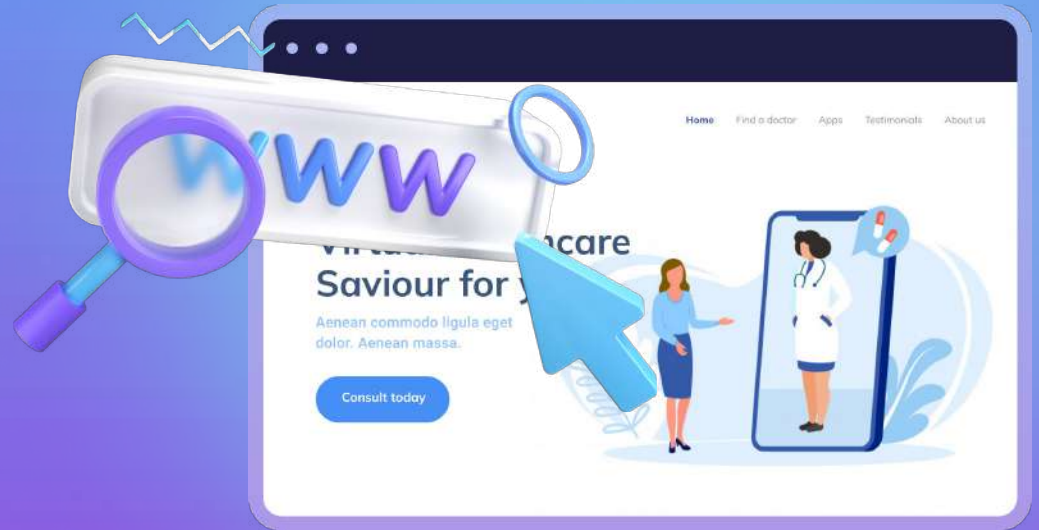 WWW
Home Find a doctor Apps Testimonials About us
Saviour for
Aenean commodo ligula eget
dolor. Aenean massa.
Consult today